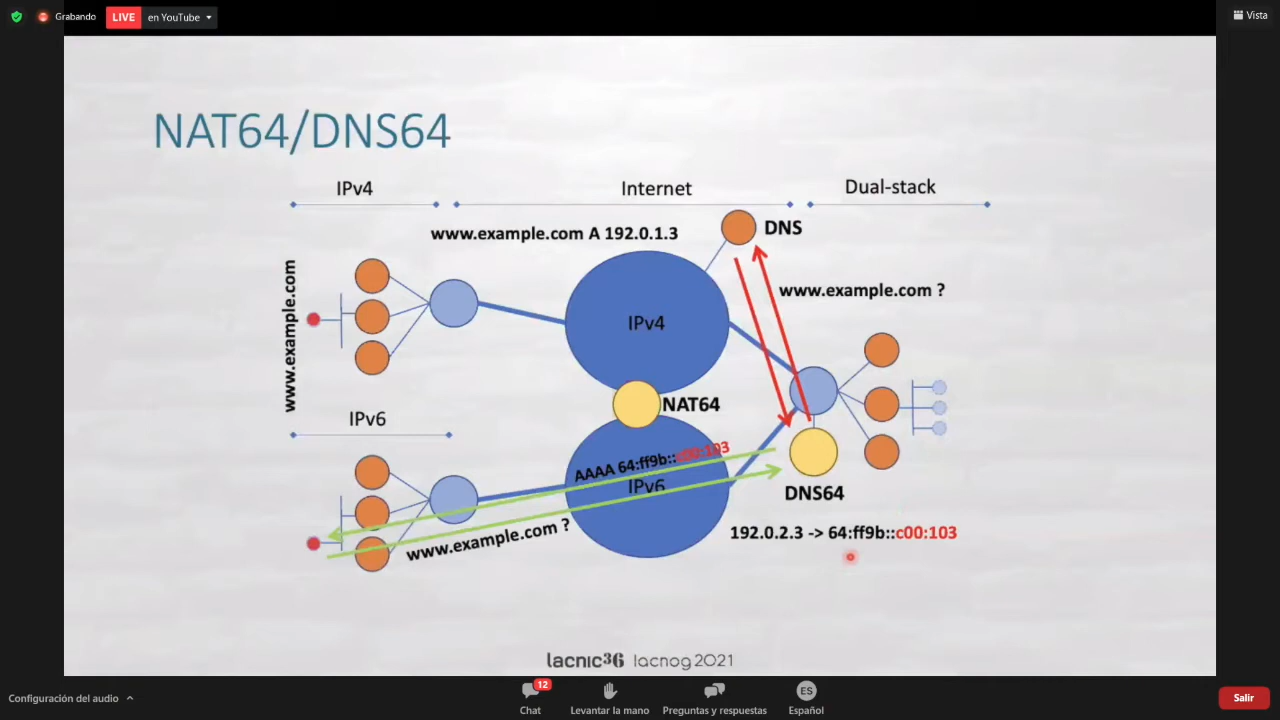 Grabando
LIVE
en YouTube
Vista
NAT64/DNS64
IPv4
Internet
Dual-stack
www.example.com A 192.0.1.3
DNS
www.example.com
www.example.com ?
IPv4
NAT64
IPv6
AAAA 64:ff9b::c00:103
IPv6
DNS64
www.example.com ?
192.0.2.3 -> 64:ff9b::c00:103
lacnic36 lacnog2021
Configuración del audio
12
Chat
Levantar la mano
Preguntas y respuestas
ES
Español
Salir